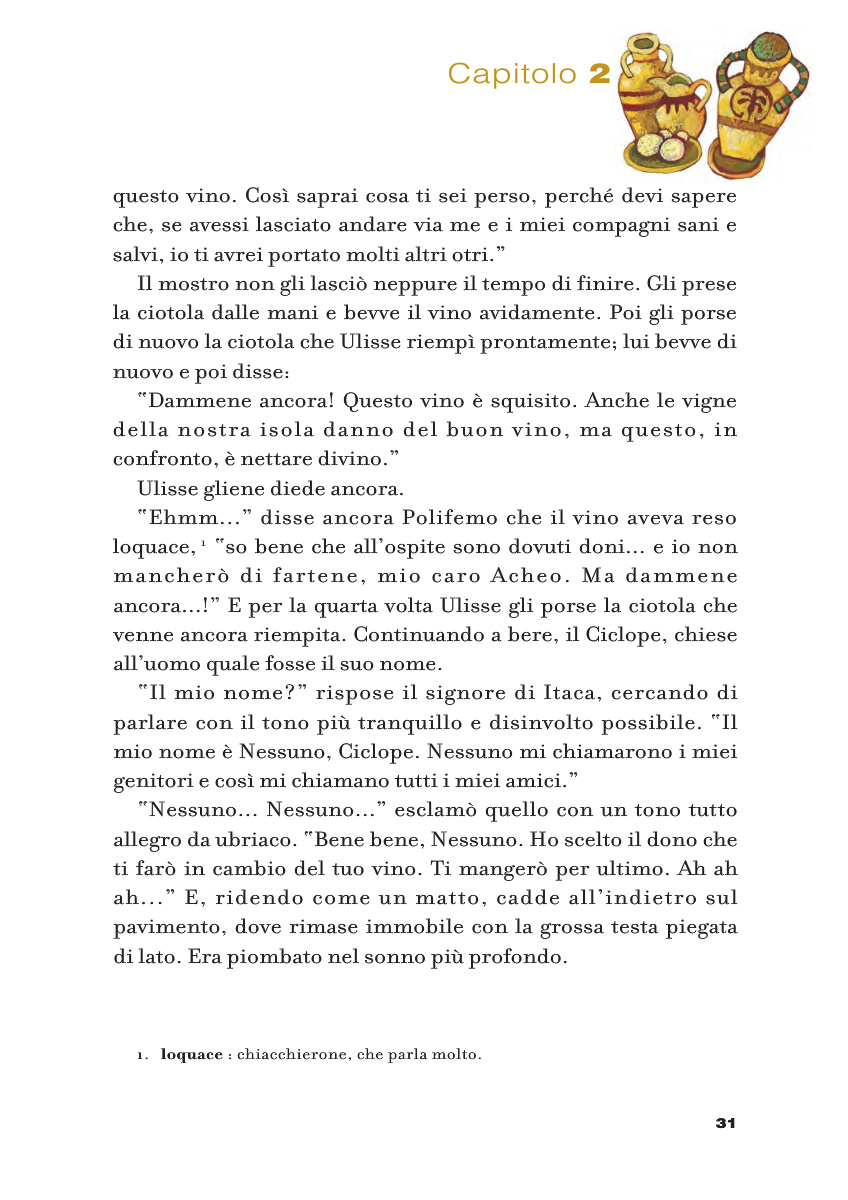 Capitolo 2
questo vino. Così saprai cosa ti sei perso, perché devi sapere
che, se avessi lasciato andare via me e i miei compagni sani e
salvi, io ti avrei portato molti altri otri.”
Il mostro non gli lasciò neppure il tempo di finire. Gli prese
la ciotola dalle mani e bevve il vino avidamente. Poi gli porse
di nuovo la ciotola che Ulisse riempì prontamente; lui bevve di
nuovo e poi disse:
‟Dammene ancora! Questo vino è squisito. Anche le vigne
della nostra isola danno del buon vino, ma questo, in
confronto, è nettare divino.”
Ulisse gliene diede ancora.
‟Ehmm...” disse ancora Polifemo che il vino aveva reso
loquace, 1 ‟so bene che all’ospite sono dovuti doni... e io non
mancherò di fartene, mio caro Acheo. Ma dammene
ancora...!” E per la quarta volta Ulisse gli porse la ciotola che
venne ancora riempita. Continuando a bere, il Ciclope, chiese
all’uomo quale fosse il suo nome.
‟Il mio nome?” rispose il signore di Itaca, cercando di
parlare con il tono più tranquillo e disinvolto possibile. ‟Il
mio nome è Nessuno, Ciclope. Nessuno mi chiamarono i miei
genitori e così mi chiamano tutti i miei amici.”
‟Nessuno... Nessuno...” esclamò quello con un tono tutto
allegro da ubriaco. ‟Bene bene, Nessuno. Ho scelto il dono che
ti farò in cambio del tuo vino. Ti mangerò per ultimo. Ah ah
ah...” E, ridendo come un matto, cadde all’indietro sul
pavimento, dove rimase immobile con la grossa testa piegata
di lato. Era piombato nel sonno più profondo.
1. loquace : chiacchierone, che parla molto.
31